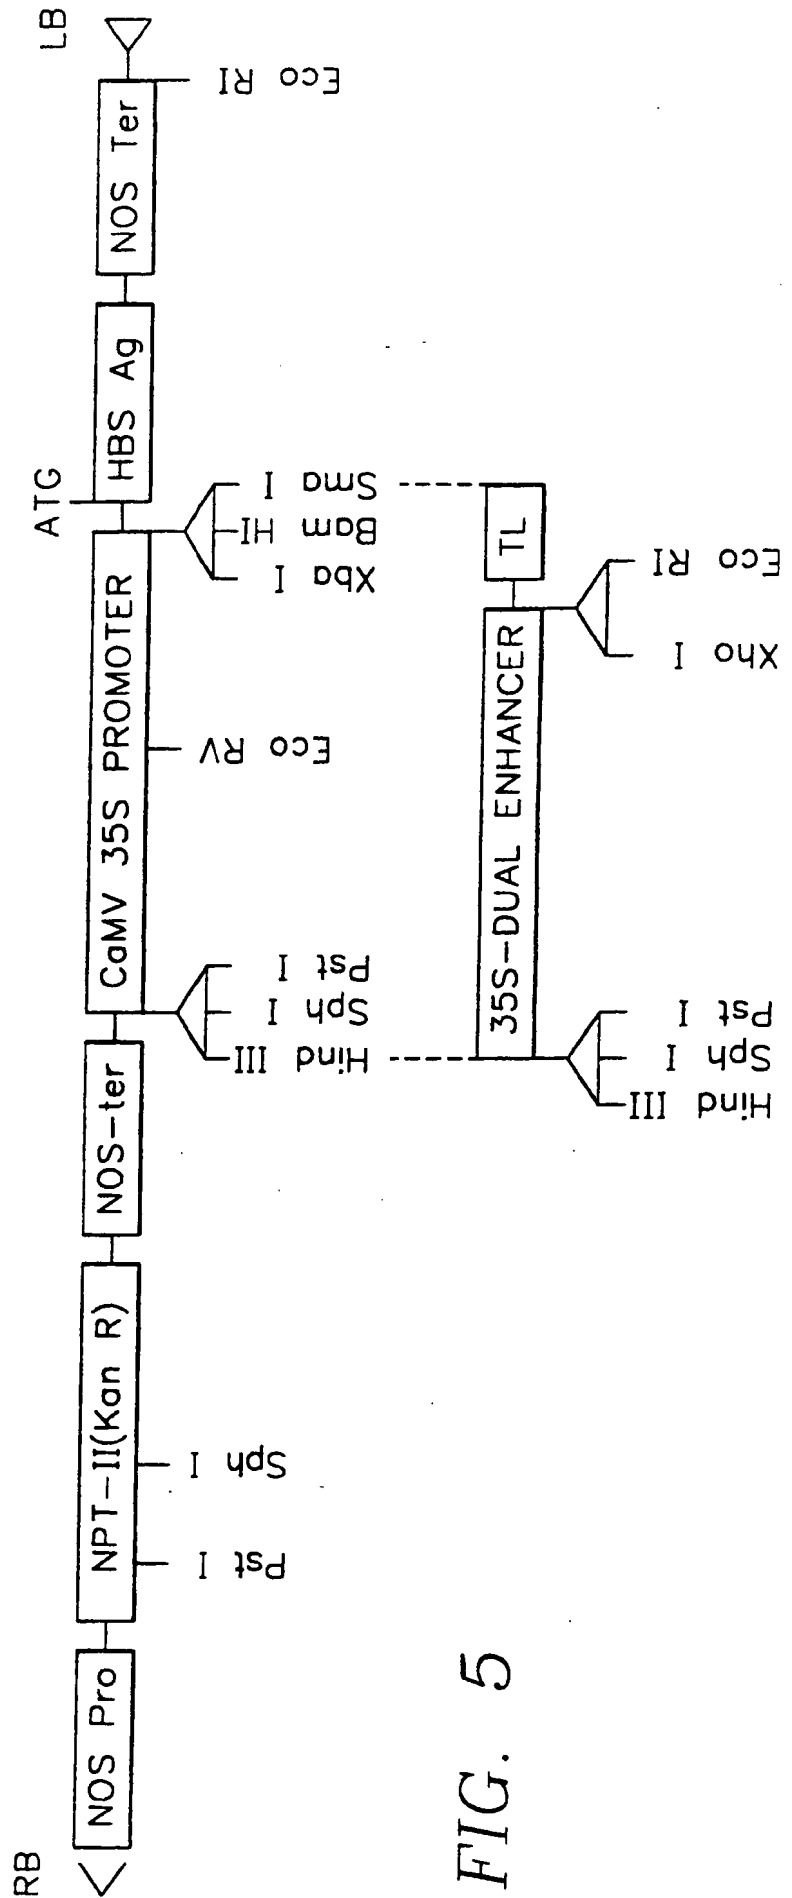 RB
NOS Pro
NPT-II(Kan R)
Pst I
Sph I
NOS-ter
Hind III
Sph I
Pst I
CaMV 35S PROMOTER
Eco RV
Xba I
Bam HI
Sma I
ATG
HBS Ag
NOS Ter
Eco RI
LB
35S-DUAL ENHANCER
Hind III
Sph I
Pst I
Xho I
Eco RI
TL
FIG. 5